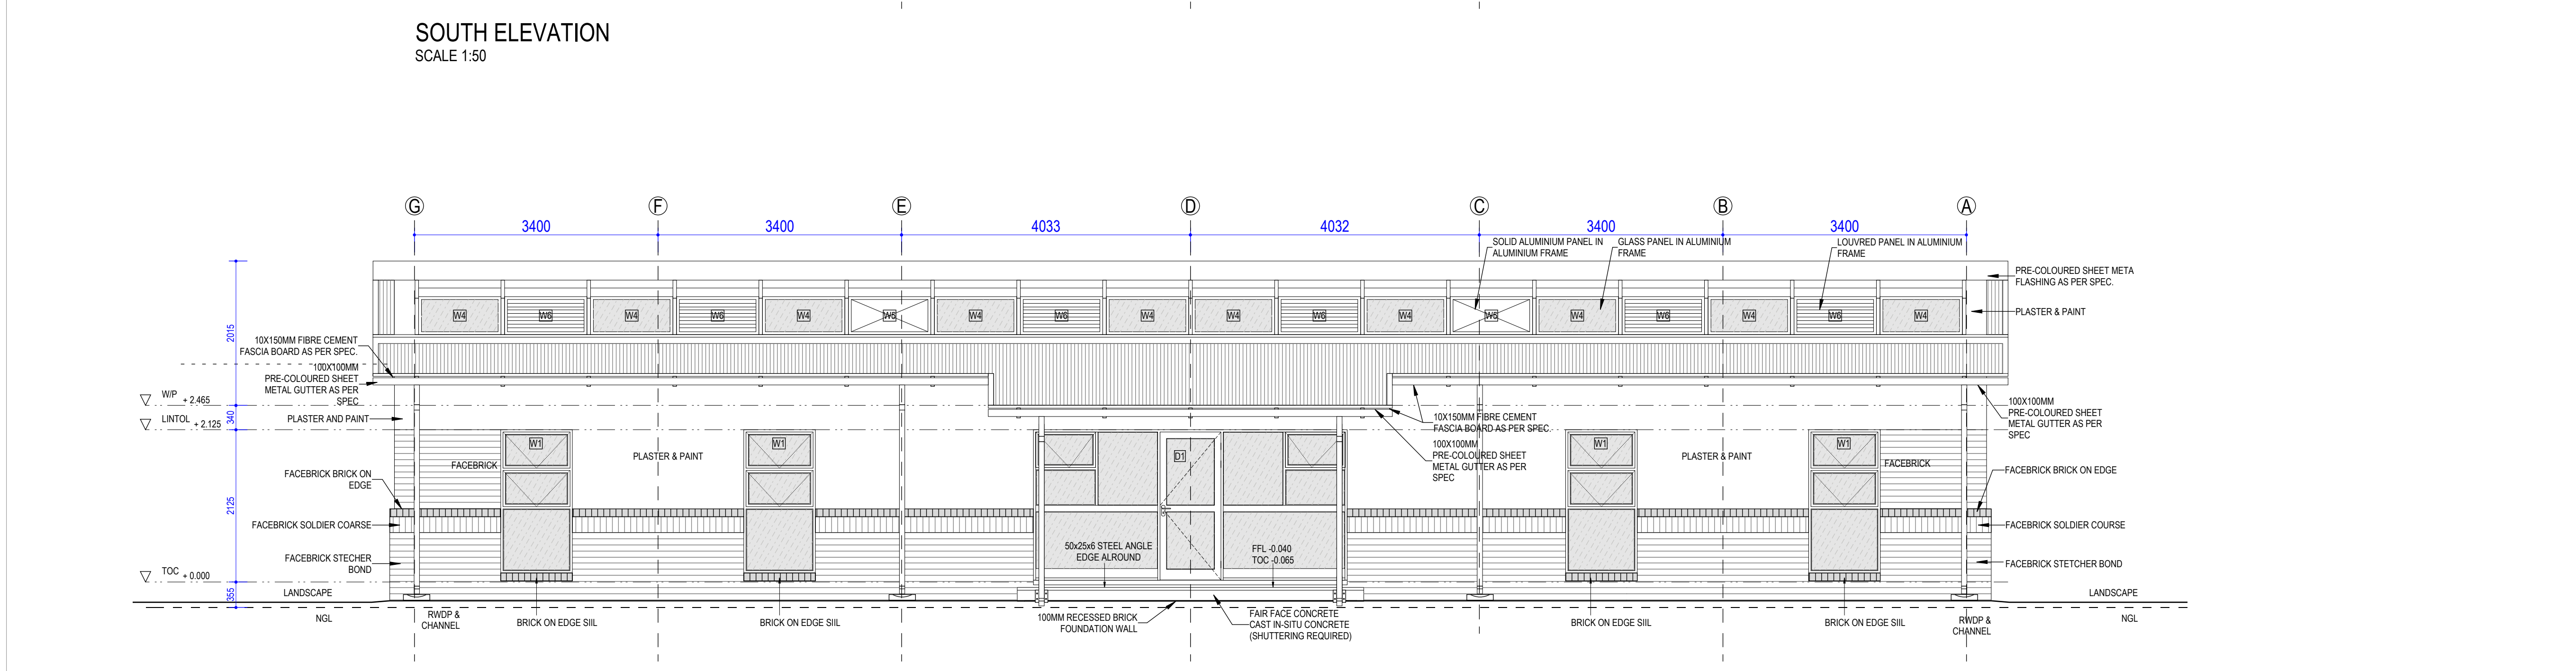 SOUTH ELEVATION
SCALE 1:50
G
F
E
D
C
B
A
3400
3400
4033
4032
3400
3400
SOLID ALUMINIUM PANEL IN
ALUMINIUM FRAME
GLASS PANEL IN ALUMINIUM
FRAME
LOUVRED PANEL IN ALUMINIUM
FRAME
PRE-COLOURED SHEET META
FLASHING AS PER SPEC.
PLASTER & PAINT
W4
W6
W4
W6
W4
W5
W4
W6
W4
W4
W6
W4
W5
W4
W6
W4
W6
W4
2015
340
2125
355
10X150MM FIBRE CEMENT
FASCIA BOARD AS PER SPEC.
100X100MM
PRE-COLOURED SHEET
METAL GUTTER AS PER
SPEC
W/P
+ 2.465
PLASTER AND PAINT
LINTOL
+ 2.125
10X150MM FIBRE CEMENT
FASCIA BOARD AS PER SPEC.
100X100MM
PRE-COLOURED SHEET
METAL GUTTER AS PER
SPEC
100X100MM
PRE-COLOURED SHEET
METAL GUTTER AS PER
SPEC
W1
W1
D1
W1
W1
FACEBRICK
PLASTER & PAINT
PLASTER & PAINT
FACEBRICK
FACEBRICK BRICK ON
EDGE
FACEBRICK BRICK ON EDGE
FACEBRICK SOLDIER COARSE
FACEBRICK SOLDIER COURSE
FACEBRICK STECHER
BOND
FACEBRICK STETCHER BOND
50x25x6 STEEL ANGLE
EDGE ALROUND
FFL -0.040
TOC -0.065
TOC
+ 0.000
LANDSCAPE
LANDSCAPE
NGL
NGL
RWDP &
CHANNEL
BRICK ON EDGE SIIL
BRICK ON EDGE SIIL
100MM RECESSED BRICK
FOUNDATION WALL
FAIR FACE CONCRETE
CAST IN-SITU CONCRETE
(SHUTTERING REQUIRED)
BRICK ON EDGE SIIL
BRICK ON EDGE SIIL
RWDP &
CHANNEL